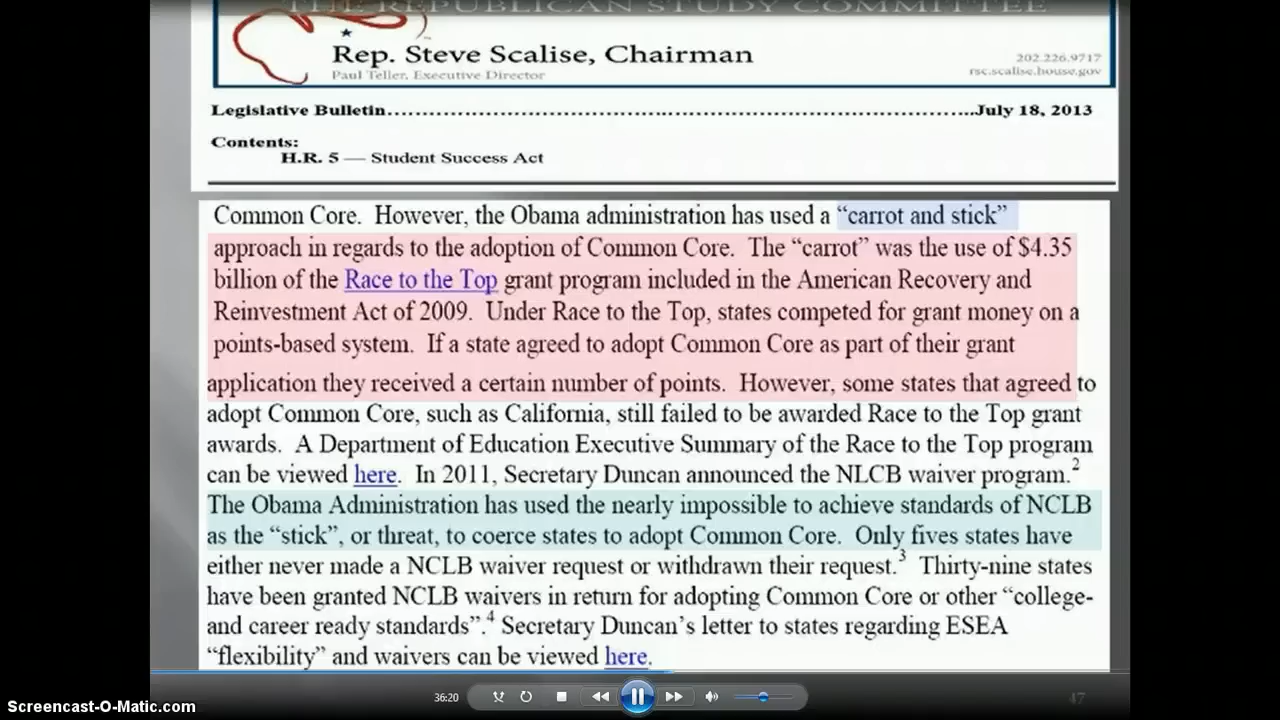 THE REPUBLICAN STUDY COMMITTEE
Rep. Steve Scalise, Chairman
Paul Teller, Executive Director
202.226.9717
rsc.scalise.house.gov
Legislative Bulletin……………………………………………………………………………...July 18, 2013
Contents:
H.R. 5 — Student Success Act
Common Core. However, the Obama administration has used a “carrot and stick”
approach in regards to the adoption of Common Core. The “carrot” was the use of $4.35
billion of the Race to the Top grant program included in the American Recovery and
Reinvestment Act of 2009. Under Race to the Top, states competed for grant money on a
points-based system. If a state agreed to adopt Common Core as part of their grant
application they received a certain number of points. However, some states that agreed to
adopt Common Core, such as California, still failed to be awarded Race to the Top grant
awards. A Department of Education Executive Summary of the Race to the Top program
can be viewed here. In 2011, Secretary Duncan announced the NLCB waiver program.2
The Obama Administration has used the nearly impossible to achieve standards of NCLB
as the “stick”, or threat, to coerce states to adopt Common Core. Only fives states have
either never made a NCLB waiver request or withdrawn their request.3 Thirty-nine states
have been granted NCLB waivers in return for adopting Common Core or other “college-
and career ready standards”.4 Secretary Duncan’s letter to states regarding ESEA
“flexibility” and waivers can be viewed here.
36:20
47
Screencast-O-Matic.com